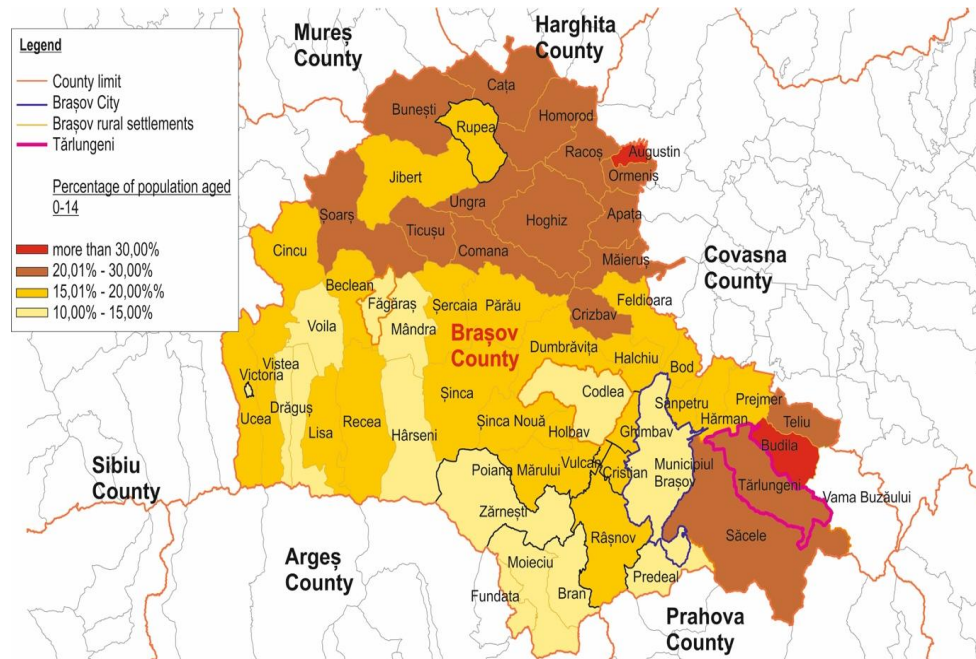 Legend
County limit
Brașov City
Brașov rural settlements
Tărlungeni
Percentage of population aged
0-14
more than 30,00%
20,01% - 30,00%
15,01% - 20,00%%
10,00% - 15,00%
Mureș
County
Harghita
County
Covasna
County
Sibiu
County
Argeș
County
Prahova
County
Brașov
County
Cața
Bunești
Homorod
Rupea
Racoș
Augustin
Ormeniș
Jibert
Ungra
Hoghiz
Apața
Șoarș
Ticușu
Comana
Măieruș
Cincu
Beclean
Făgăraș
Șercaia
Părău
Feldioara
Crizbav
Voila
Mândra
Dumbrăvița
Halchiu
Bod
Viștea
Victoria
Drăguș
Ucea
Lisa
Recea
Hârseni
Șinca
Codlea
Sânpetru
Prejmer
Hărman
Teliu
Șinca Nouă
Holbav
Ghimbav
Budila
Poiana Mărului
Vulcan
Cristian
Municipiul
Brașov
Tărlungeni
Vama Buzăului
Zărnești
Râșnov
Săcele
Moieciu
Fundata
Bran
Predeal